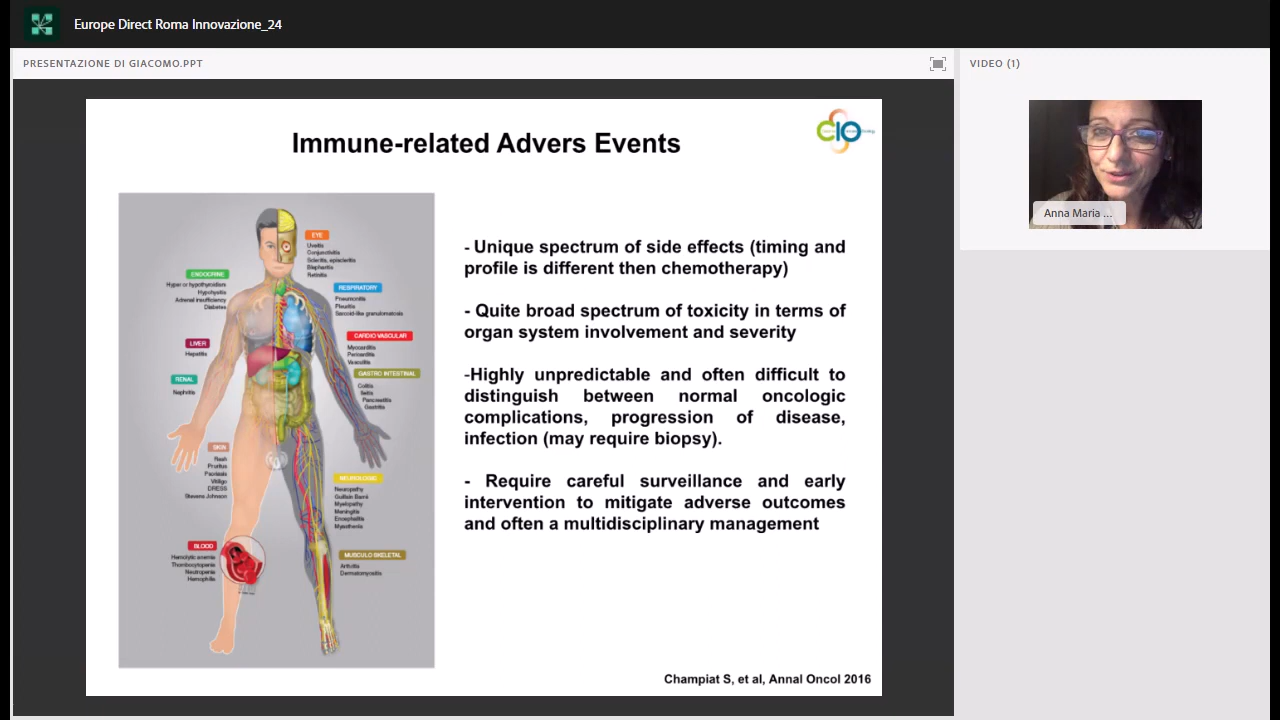 Europe Direct Roma Innovazione_24
PRESENTAZIONE DI GIACOMO.PPT
VIDEO (1)
Anna Maria ...
Immune-related Advers Events
CIO
EYE
Uveitis
Conjunctivitis
Scleritis, episcleritis
Blepharitis
Retinitis
ENDOCRINE
Hyper or hypothyroidism
Hypophysitis
Adrenal insufficiency
Diabetes
RESPIRATORY
Pneumonitis
Pleuritis
Sarcoid-like granulomatosis
LIVER
Hepatitis
CARDIO VASCULAR
Myocarditis
Pericarditis
Vasculitis
RENAL
Nephritis
GASTRO INTESTINAL
Colitis
Ileitis
Pancreatitis
Gastritis
SKIN
Rash
Pruritus
Psoriasis
Vitiligo
DRESS
Stevens Johnson
NEUROLOGIC
Neuropathy
Guillain Barré
Myelopathy
Meningitis
Encephalitis
Myasthenia
BLOOD
Hemolytic anemia
Thrombocytopenia
Neutropenia
Hemophilia
MUSCULO SKELETAL
Arthritis
Dermatomyositis
- Unique spectrum of side effects (timing and
profile is different then chemotherapy)
- Quite broad spectrum of toxicity in terms of
organ system involvement and severity
-Highly unpredictable and often difficult to
distinguish between normal oncologic
complications, progression of disease,
infection (may require biopsy).
- Require careful surveillance and early
intervention to mitigate adverse outcomes
and often a multidisciplinary management
Champiat S, et al, Annal Oncol 2016